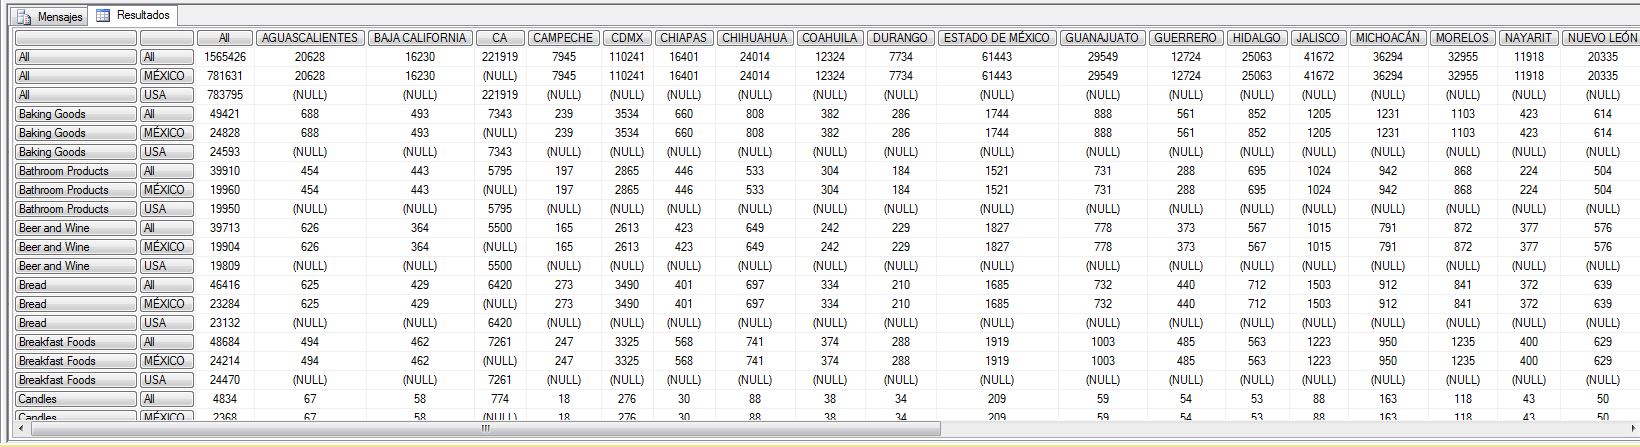 Mensajes Resultados
All AGUASCALIENTES BAJA CALIFORNIA CA CAMPECHE CDMX CHIAPAS CHIHUAHUA COAHUILA DURANGO ESTADO DE MÉXICO GUANAJUATO GUERRERO HIDALGO JALISCO MICHOACÁN MORELOS NAYARIT NUEVO LEÓN
All All 1565426 20628 16230 221919 7945 110241 16401 24014 12324 7734 61443 29549 12724 25063 41672 36294 32955 11918 20335
All MÉXICO 781631 20628 16230 (NULL) 7945 110241 16401 24014 12324 7734 61443 29549 12724 25063 41672 36294 32955 11918 20335
All USA 783795 (NULL) (NULL) 221919 (NULL) (NULL) (NULL) (NULL) (NULL) (NULL) (NULL) (NULL) (NULL) (NULL) (NULL) (NULL) (NULL) (NULL) (NULL)
Baking Goods All 49421 688 493 7343 239 3534 660 808 382 286 1744 888 561 852 1205 1231 1103 423 614
Baking Goods MÉXICO 24828 688 493 (NULL) 239 3534 660 808 382 286 1744 888 561 852 1205 1231 1103 423 614
Baking Goods USA 24593 (NULL) (NULL) 7343 (NULL) (NULL) (NULL) (NULL) (NULL) (NULL) (NULL) (NULL) (NULL) (NULL) (NULL) (NULL) (NULL) (NULL) (NULL)
Bathroom Products All 39910 454 443 5795 197 2865 446 533 304 184 1521 731 288 695 1024 942 868 224 504
Bathroom Products MÉXICO 19960 454 443 (NULL) 197 2865 446 533 304 184 1521 731 288 695 1024 942 868 224 504
Bathroom Products USA 19950 (NULL) (NULL) 5795 (NULL) (NULL) (NULL) (NULL) (NULL) (NULL) (NULL) (NULL) (NULL) (NULL) (NULL) (NULL) (NULL) (NULL) (NULL)
Beer and Wine All 39713 626 364 5500 165 2613 423 649 242 229 1827 778 373 567 1015 791 872 377 576
Beer and Wine MÉXICO 19904 626 364 (NULL) 165 2613 423 649 242 229 1827 778 373 567 1015 791 872 377 576
Beer and Wine USA 19809 (NULL) (NULL) 5500 (NULL) (NULL) (NULL) (NULL) (NULL) (NULL) (NULL) (NULL) (NULL) (NULL) (NULL) (NULL) (NULL) (NULL) (NULL)
Bread All 46416 625 429 6420 273 3490 401 697 334 210 1685 732 440 712 1503 912 841 372 639
Bread MÉXICO 23284 625 429 (NULL) 273 3490 401 697 334 210 1685 732 440 712 1503 912 841 372 639
Bread USA 23132 (NULL) (NULL) 6420 (NULL) (NULL) (NULL) (NULL) (NULL) (NULL) (NULL) (NULL) (NULL) (NULL) (NULL) (NULL) (NULL) (NULL) (NULL)
Breakfast Foods All 48684 494 462 7261 247 3325 568 741 374 288 1919 1003 485 563 1223 950 1235 400 629
Breakfast Foods MÉXICO 24214 494 462 (NULL) 247 3325 568 741 374 288 1919 1003 485 563 1223 950 1235 400 629
Breakfast Foods USA 24470 (NULL) (NULL) 7261 (NULL) (NULL) (NULL) (NULL) (NULL) (NULL) (NULL) (NULL) (NULL) (NULL) (NULL) (NULL) (NULL) (NULL) (NULL)
Candles All 4834 67 58 774 18 276 30 88 38 34 209 59 54 53 88 163 118 43 50
Candles MÉXICO 2368 67 58 (NULL) 18 276 30 88 38 34 209 59 54 53 88 163 118 43 50